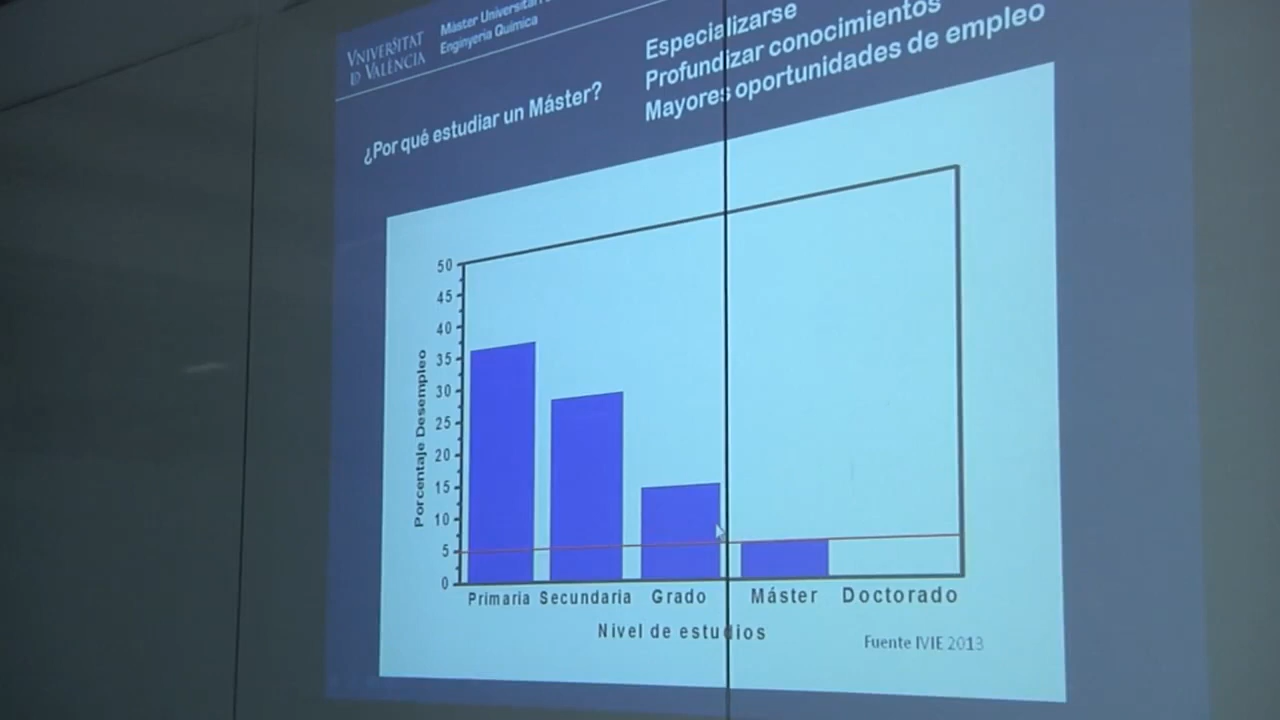 VNIVERSITAT
ID VALÈNCIA
Màster
Enginyeria Química
¿Por qué estudiar un Máster?
Especializarse
Profundizar conocimientos
Mayores oportunidades de empleo
50
45
40
35
30
25
20
15
10
5
0
Porcentaje Desempleo
Primaria Secundaria Grado Máster Doctorado
Nivel de estudios
Fuente IVIE 2013